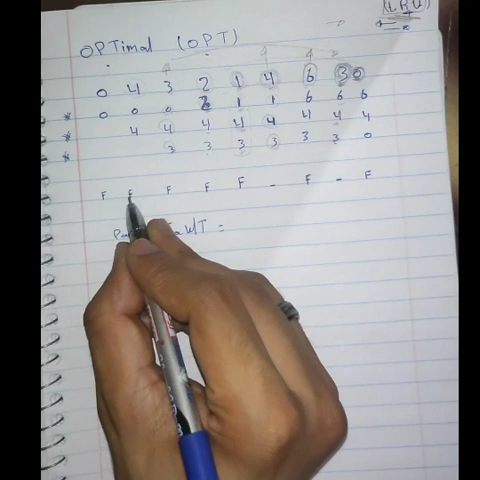 (LRU)
OPTimal (OPT)
0 4 3 2 1 4 6 3 0
* 0 0 0 2 1 1 6 6 6
* 4 4 4 4 4 4 4 4
* 3 3 3 3 3 3 0
F F F F F - F - F
=